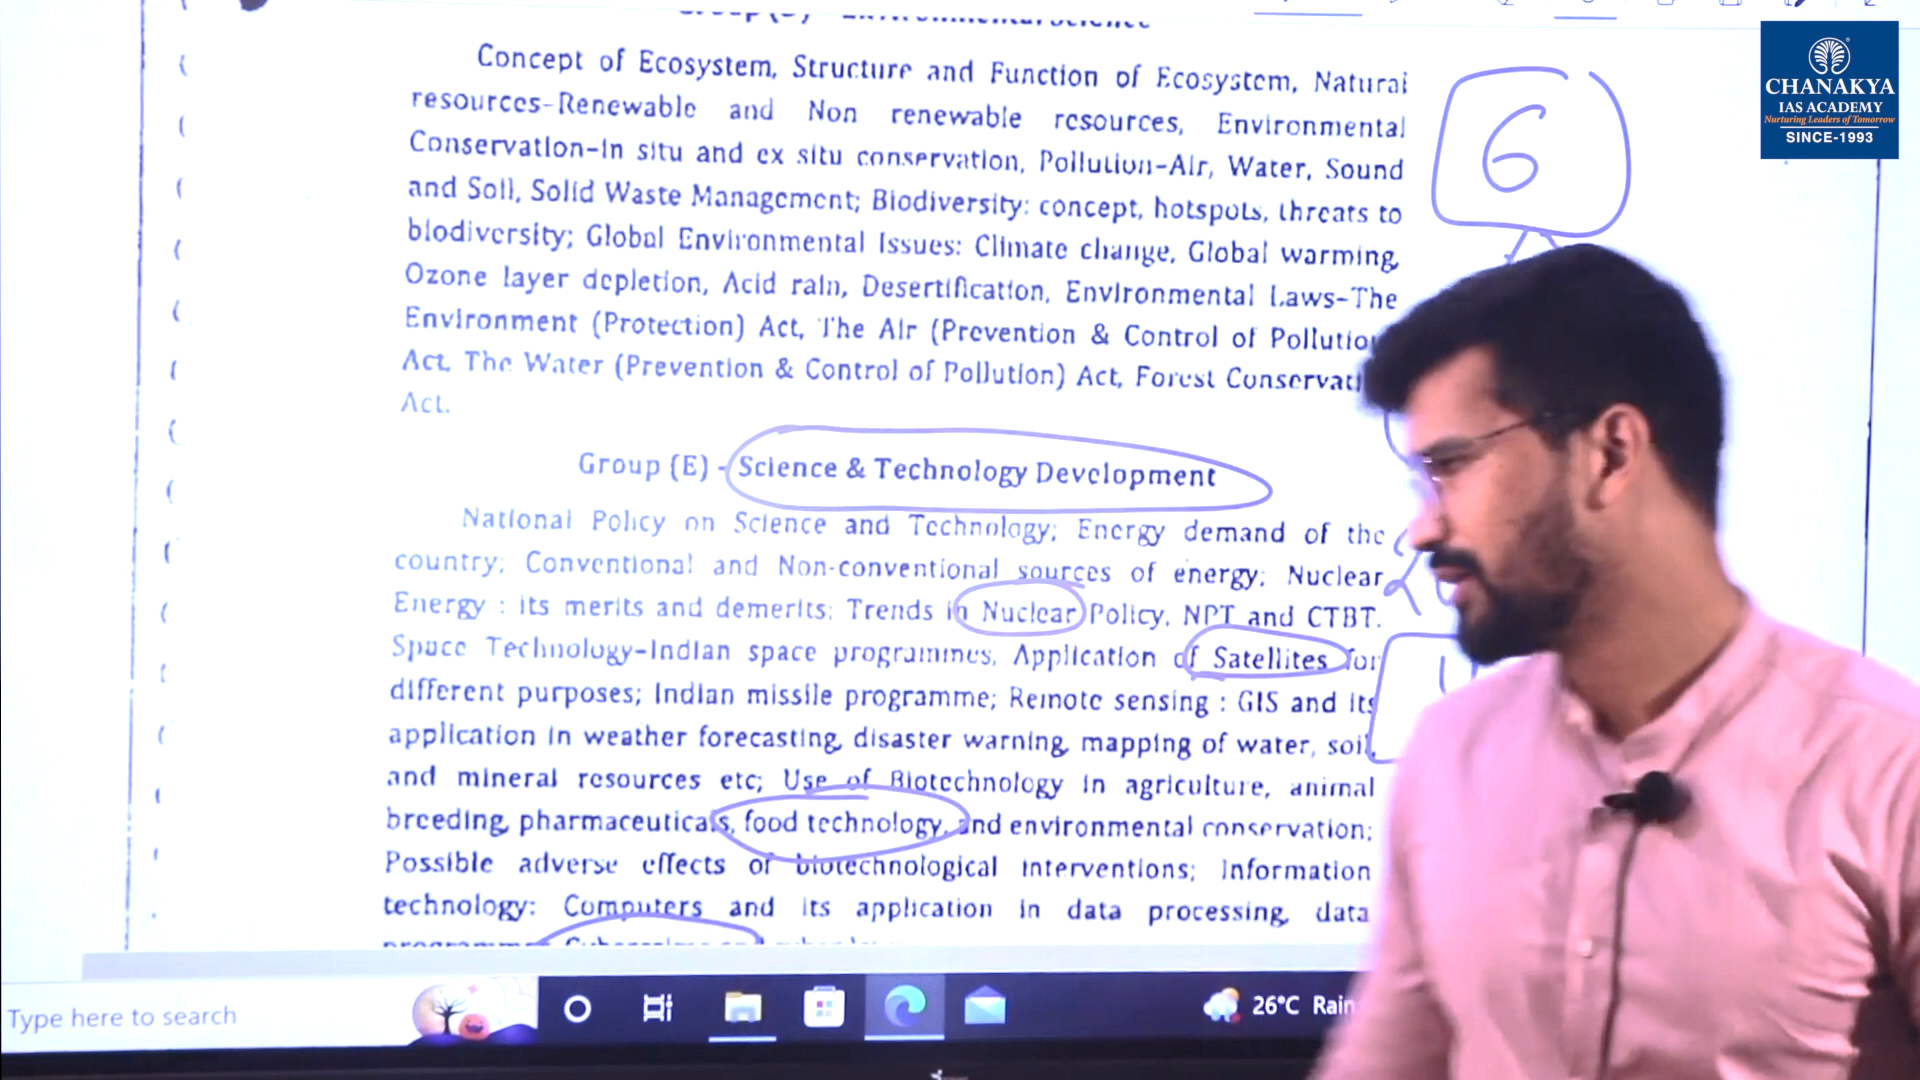 Environmental Science
Concept of Ecosystem, Structure and Function of Ecosystem, Natural
resources-Renewable and Non renewable resources, Environmental
Conservation-In situ and ex situ conservation, Pollution-Air, Water, Sound
and Soil, Solid Waste Management; Biodiversity: concept, hotspots, threats to
biodiversity; Global Environmental Issues: Climate change, Global warming,
Ozone layer depletion, Acid rain, Desertification, Environmental Laws-The
Environment (Protection) Act, The Air (Prevention & Control of Pollutio
Act, The Water (Prevention & Control of Pollution) Act, Forest Conservati
Act.
Group (E) - Science & Technology Development
National Policy on Science and Technology; Energy demand of the
country; Conventional and Non-conventional sources of energy; Nuclear
Energy : its merits and demerits; Trends in Nuclear Policy, NPT and CTBT.
Space Technology-Indian space programmes, Application of Satellites for
different purposes; Indian missile programme; Remote sensing : GIS and its
application in weather forecasting, disaster warning, mapping of water, soil,
and mineral resources etc; Use of Biotechnology in agriculture, animal
breeding, pharmaceuticals, food technology, and environmental conservation;
Possible adverse effects of biotechnological interventions; Information
technology: Computers and its application in data processing, data
6
CHANAKYA
IAS ACADEMY
Nurturing Leaders of Tomorrow
SINCE-1993
Type here to search
26°C Rain